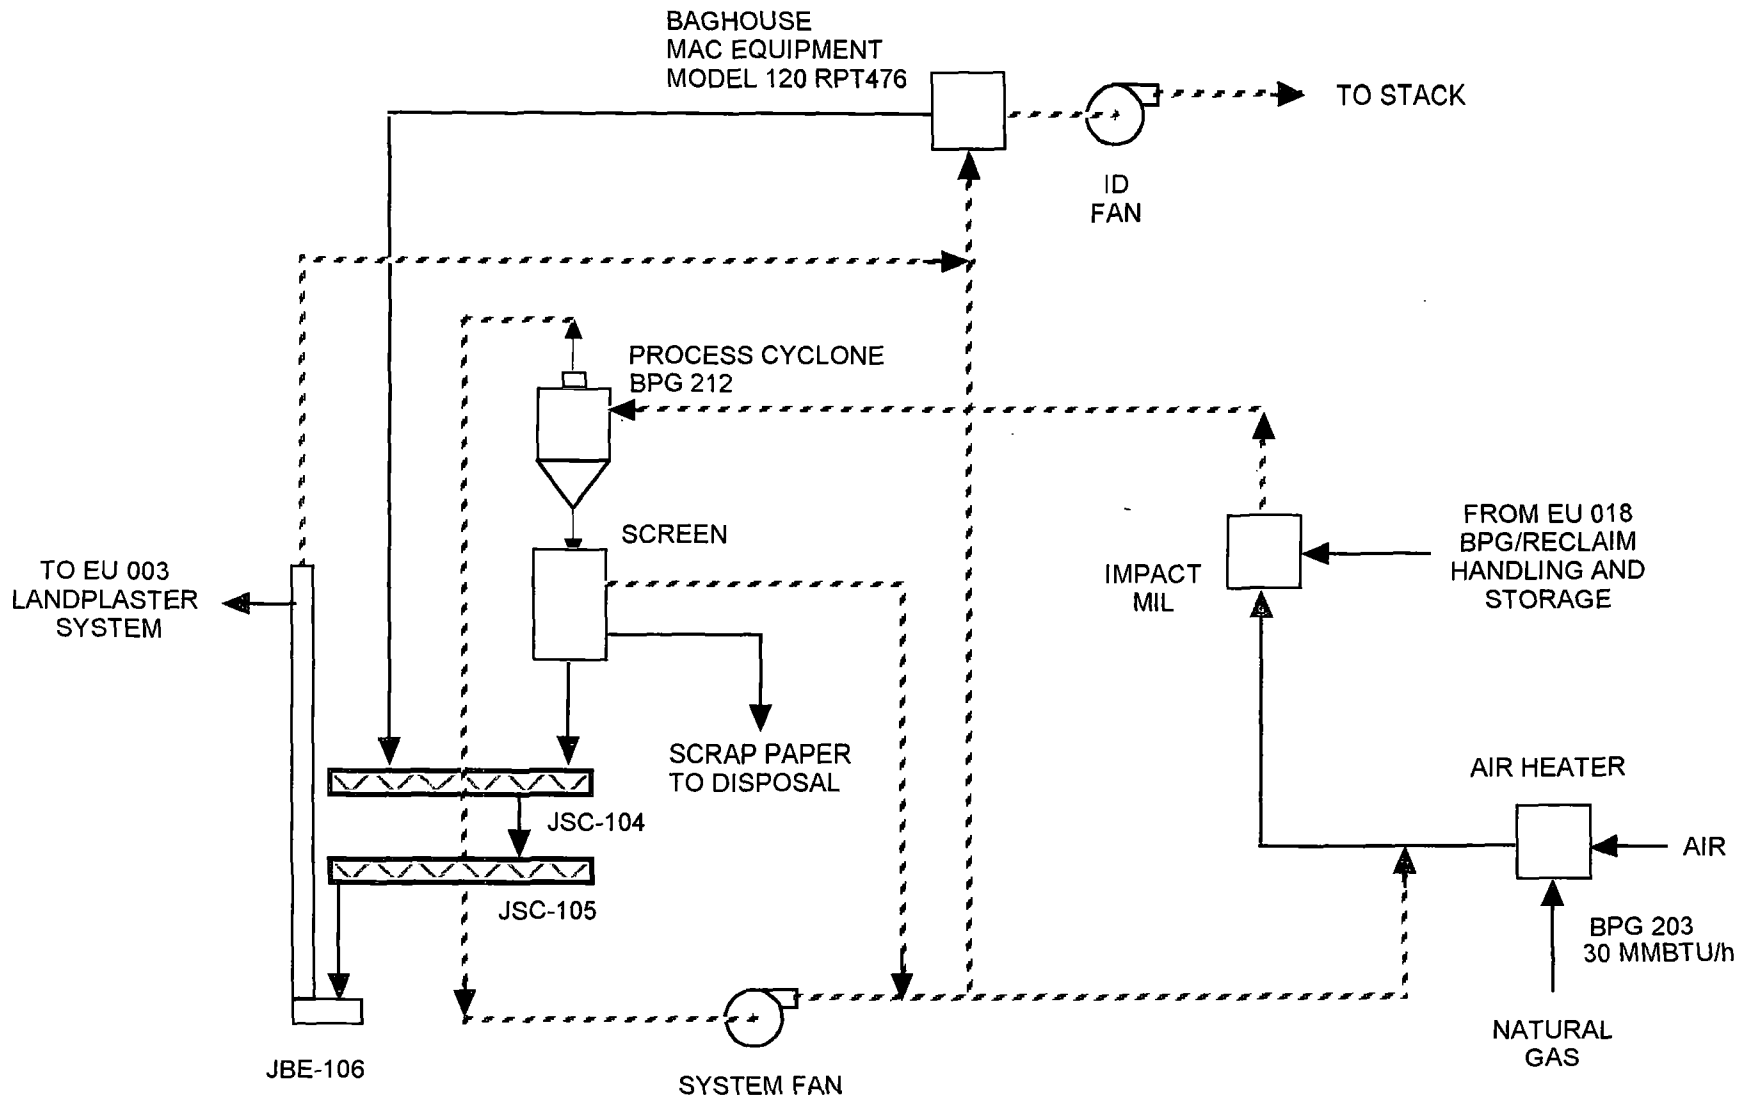 BAGHOUSE
MAC EQUIPMENT
MODEL 120 RPT476
TO STACK
ID
FAN
PROCESS CYCLONE
BPG 212
SCREEN
TO EU 003
LANDPLASTER
SYSTEM
IMPACT
MIL
FROM EU 018
BPG/RECLAIM
HANDLING AND
STORAGE
SCRAP PAPER
TO DISPOSAL
AIR HEATER
JSC-104
AIR
JSC-105
BPG 203
30 MMBTU/h
NATURAL
GAS
JBE-106
SYSTEM FAN